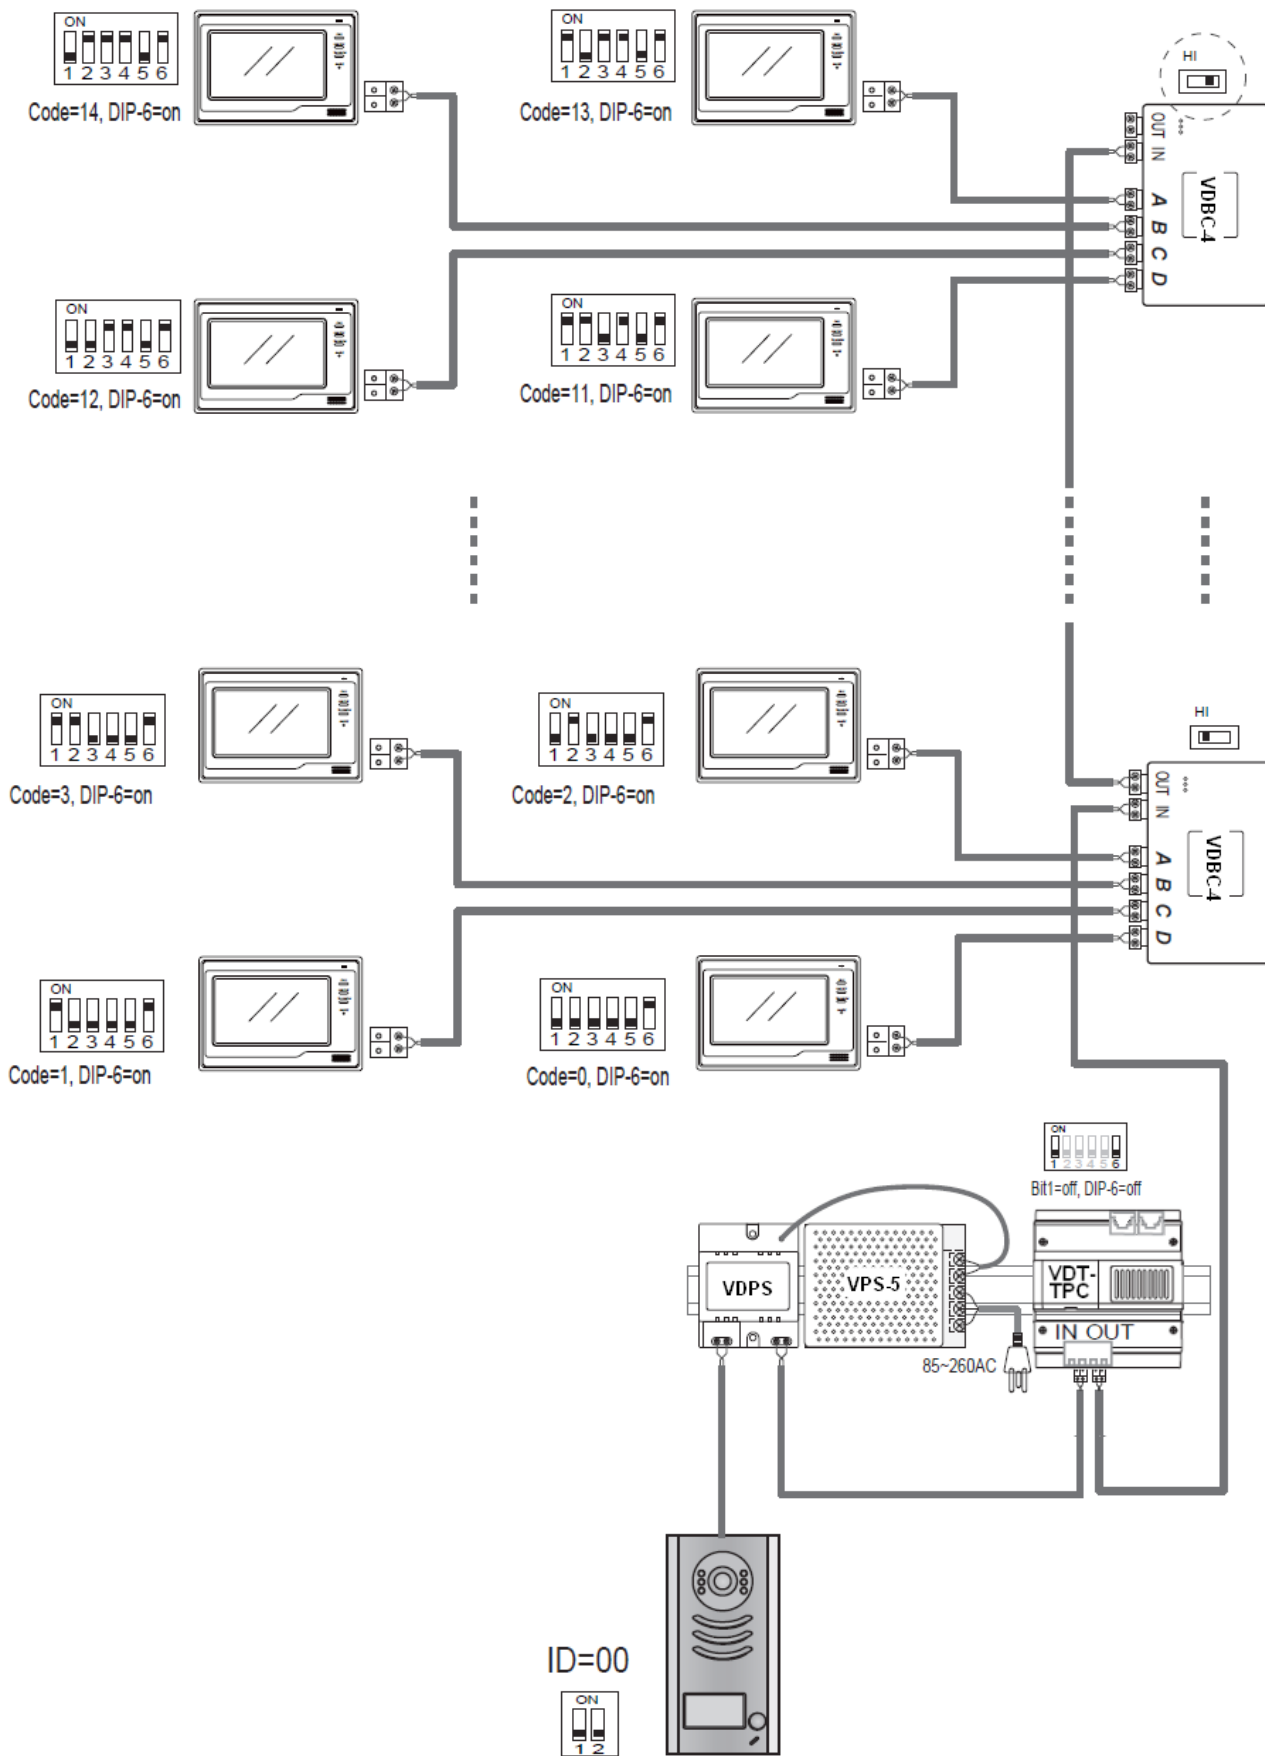 ON
1 2 3 4 5 6
Code=14, DIP-6=on
ON
1 2 3 4 5 6
Code=13, DIP-6=on
HI
OUT IN
A
B
C
D
VDBC-4
ON
1 2 3 4 5 6
Code=12, DIP-6=on
ON
1 2 3 4 5 6
Code=11, DIP-6=on
ON
1 2 3 4 5 6
Code=3, DIP-6=on
ON
1 2 3 4 5 6
Code=2, DIP-6=on
HI
OUT IN
A
B
C
D
VDBC-4
ON
1 2 3 4 5 6
Code=1, DIP-6=on
ON
1 2 3 4 5 6
Code=0, DIP-6=on
ON
1 2 3 4 5 6
Bit1=off, DIP-6=off
VDPS
VPS-5
VDT-
TPC
IN OUT
85~260AC
ID=00
ON
1 2